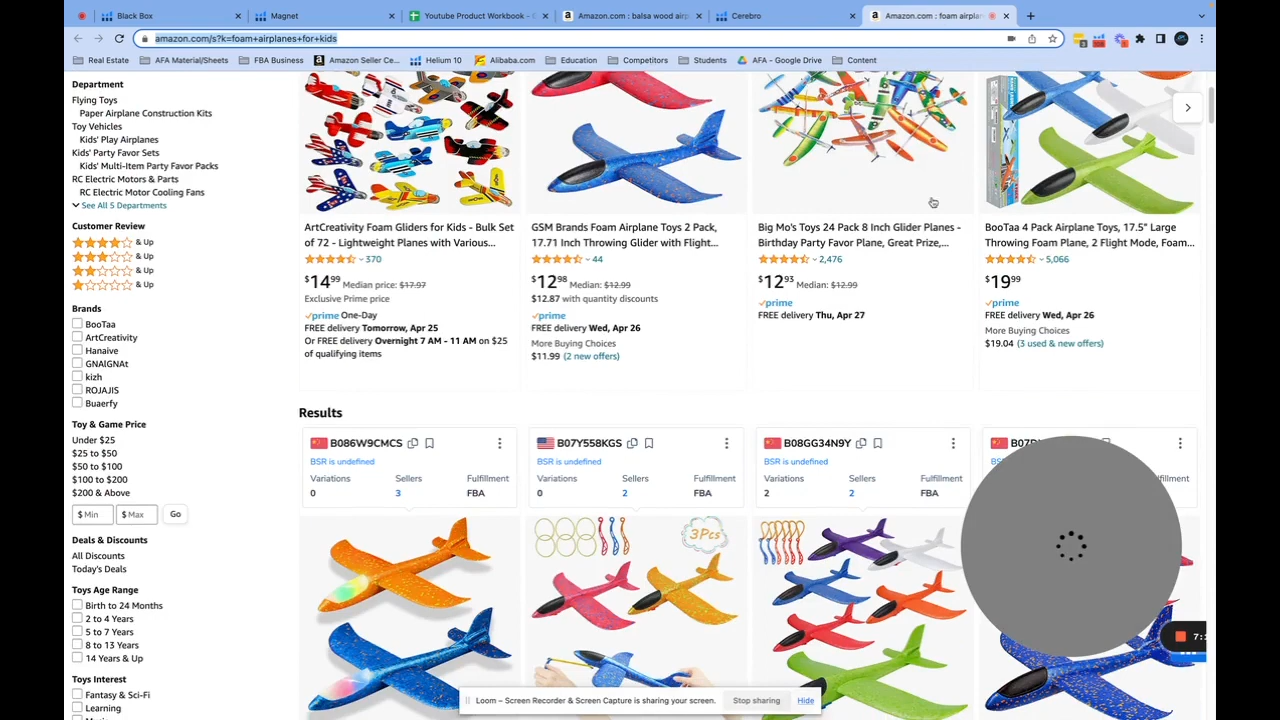 Black Box
Magnet
Youtube Product Workbook -
Amazon.com : balsa wood airp
Cerebro
Amazon.com : foam airplan
amazon.com/s?k=foam+airplanes+for+kids
Real Estate
AFA Material/Sheets
FBA Business
Amazon Seller Ce...
Helium 10
Alibaba.com
Education
Competitors
Students
AFA - Google Drive
Content
Department
Flying Toys
Paper Airplane Construction Kits
Toy Vehicles
Kids' Play Airplanes
Kids' Party Favor Sets
Kids' Multi-Item Party Favor Packs
RC Electric Motors & Parts
RC Electric Motor Cooling Fans
See All 5 Departments
Customer Review
& Up
& Up
& Up
& Up
Brands
BooTaa
ArtCreativity
Hanaive
GNAlGNAt
kizh
ROJAJIS
Buaerfy
Toy & Game Price
Under $25
$25 to $50
$50 to $100
$100 to $200
$200 & Above
$ Min
$ Max
Go
Deals & Discounts
All Discounts
Today's Deals
Toys Age Range
Birth to 24 Months
2 to 4 Years
5 to 7 Years
8 to 13 Years
14 Years & Up
Toys Interest
Fantasy & Sci-Fi
Learning
ArtCreativity Foam Gliders for Kids - Bulk Set
of 72 - Lightweight Planes with Various...
370
$14.99 Median price: $17.97
Exclusive Prime price
prime One-Day
FREE delivery Tomorrow, Apr 25
Or FREE delivery Overnight 7 AM - 11 AM on $25
of qualifying items
GSM Brands Foam Airplane Toys 2 Pack,
17.71 Inch Throwing Glider with Flight...
44
$12.98 Median: $12.99
$12.87 with quantity discounts
prime
FREE delivery Wed, Apr 26
More Buying Choices
$11.99 (2 new offers)
Big Mo's Toys 24 Pack 8 Inch Glider Planes -
Birthday Party Favor Plane, Great Prize,...
2,476
$12.93 Median: $12.99
prime
FREE delivery Thu, Apr 27
BooTaa 4 Pack Airplane Toys, 17.5" Large
Throwing Foam Plane, 2 Flight Mode, Foam...
5,066
$19.99
prime
FREE delivery Wed, Apr 26
More Buying Choices
$19.04 (3 used & new offers)
Results
B086W9CMCS
BSR is undefined
Variations Sellers Fulfillment
0 3 FBA
B07Y558KGS
BSR is undefined
Variations Sellers Fulfillment
0 2 FBA
B08GG34N9Y
BSR is undefined
Variations Sellers Fulfillment
2 2 FBA
3Pcs
Loom – Screen Recorder & Screen Capture is sharing your screen.
Stop sharing
Hide